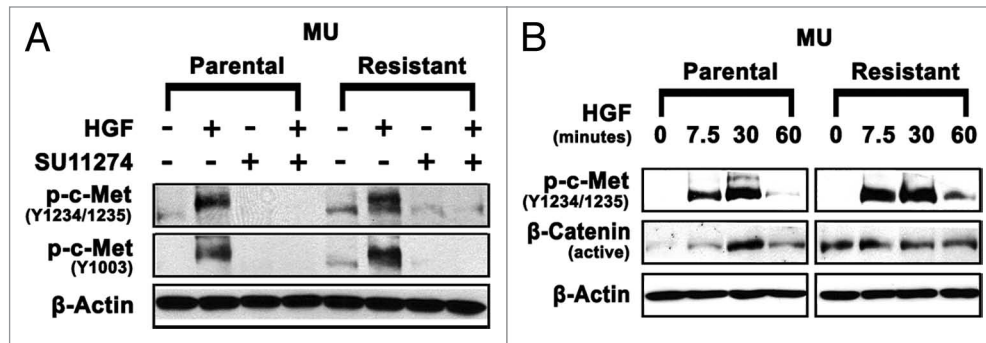 A
MU
Parental Resistant
HGF - + - + - + - +
SU11274 - - + + - - + +
p-c-Met
(Y1234/1235)
p-c-Met
(Y1003)
β-Actin
B
MU
Parental Resistant
HGF
(minutes) 0 7.5 30 60 0 7.5 30 60
p-c-Met
(Y1234/1235)
β-Catenin
(active)
β-Actin